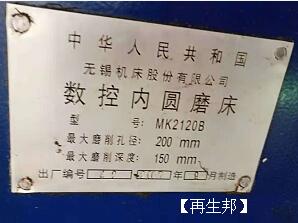 中华人民共和国
无锡机床股份有限公司
数控内圆磨床
型 号: MK2120B
最大磨削孔径: 200 mm
最大磨削深度: 150 mm
出厂编号 年 9 月制造
【再生邦】